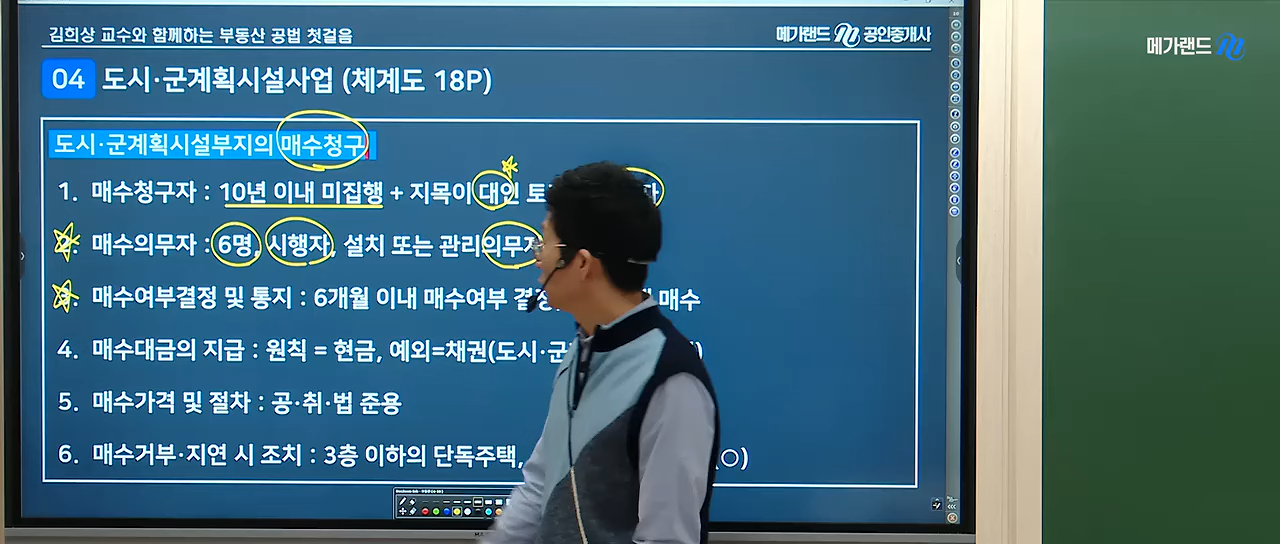 김희상 교수와 함께하는 부동산 공법 첫걸음
메가랜드 공인중개사
메가랜드
04 도시·군계획시설사업 (체계도 18P)
도시·군계획시설부지의 매수청구
1. 매수청구자 : 10년 이내 미집행 + 지목이 대인
2. 매수의무자 : 6명, 시행자, 설치 또는 관리의무자
3. 매수여부결정 및 통지 : 6개월 이내 매수여부 결정 매수
4. 매수대금의 지급 : 원칙 = 현금, 예외=채권(도시·군
5. 매수가격 및 절차 : 공·취·법 준용
6. 매수거부·지연 시 조치 : 3층 이하의 단독주택, (○)